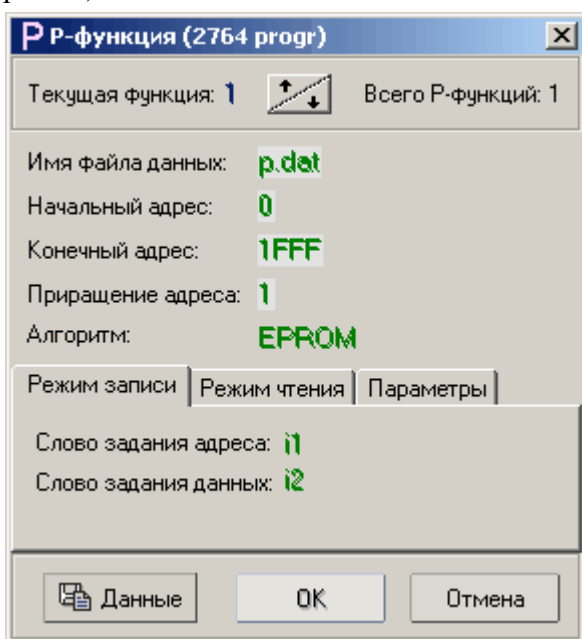 P P-функция (2764 progr)
Текущая функция: 1 Всего P-функций: 1
Имя файла данных: p.dat
Начальный адрес: 0
Конечный адрес: 1FFF
Приращение адреса: 1
Алгоритм: EPROM
Режим записи Режим чтения Параметры
Слово задания адреса: i1
Слово задания данных: i2
Данные OK Отмена